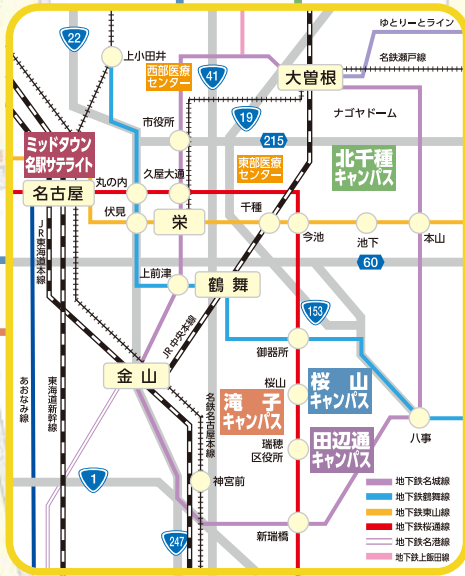 ゆとりーとライン
22
上小田井
名鉄瀬戸線
西部医療
センター
41
大曽根
19
ナゴヤドーム
市役所
215
ミッドタウン
名駅サテライト
東部医療
センター
北千種
キャンパス
久屋大通
丸の内
名古屋
伏見
栄
千種
今池
池下
本山
JR東海道本線
60
上前津
鶴舞
153
JR中央本線
御器所
金山
桜山
桜山
キャンパス
滝子
キャンパス
あおなみ線
東海道新幹線
名鉄名古屋本線
八事
瑞穂
区役所
田辺通
キャンパス
1
神宮前
地下鉄名城線
地下鉄鶴舞線
地下鉄東山線
地下鉄桜通線
地下鉄名港線
地下鉄上飯田線
新瑞橋
247